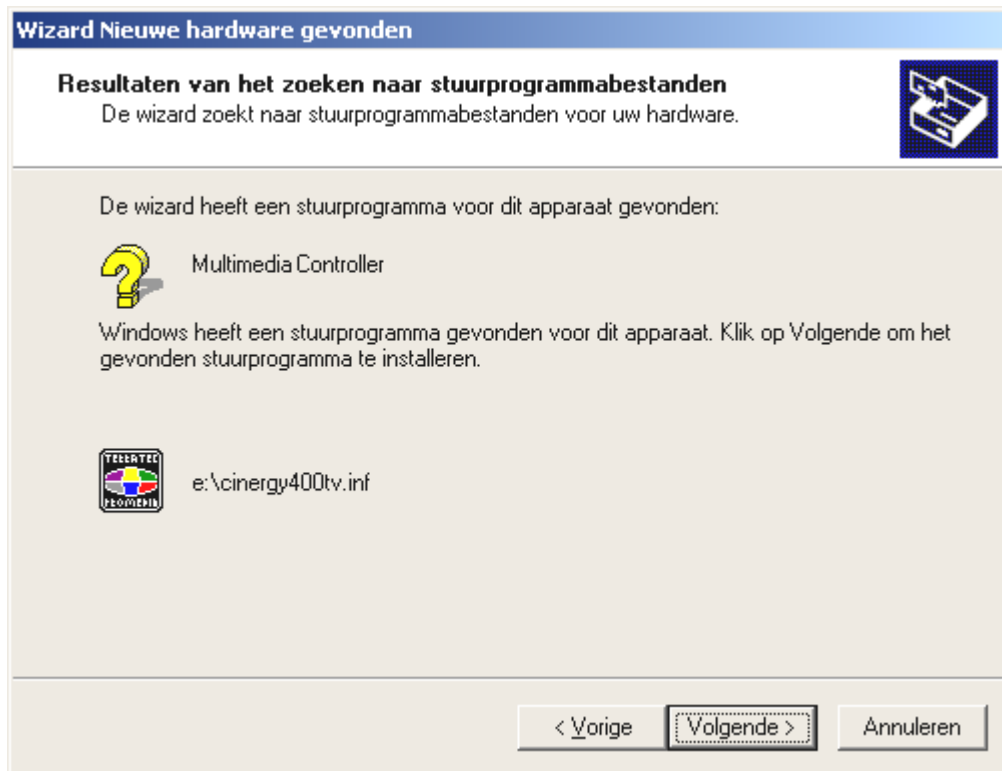 Wizard Nieuwe hardware gevonden
Resultaten van het zoeken naar stuurprogrammabestanden
De wizard zoekt naar stuurprogrammabestanden voor uw hardware.
De wizard heeft een stuurprogramma voor dit apparaat gevonden:
Multimedia Controller
Windows heeft een stuurprogramma gevonden voor dit apparaat. Klik op Volgende om het
gevonden stuurprogramma te installeren.
TERRATEC
PROMEDIA
e:\cinergy400tv.inf
< Vorige
Volgende >
Annuleren